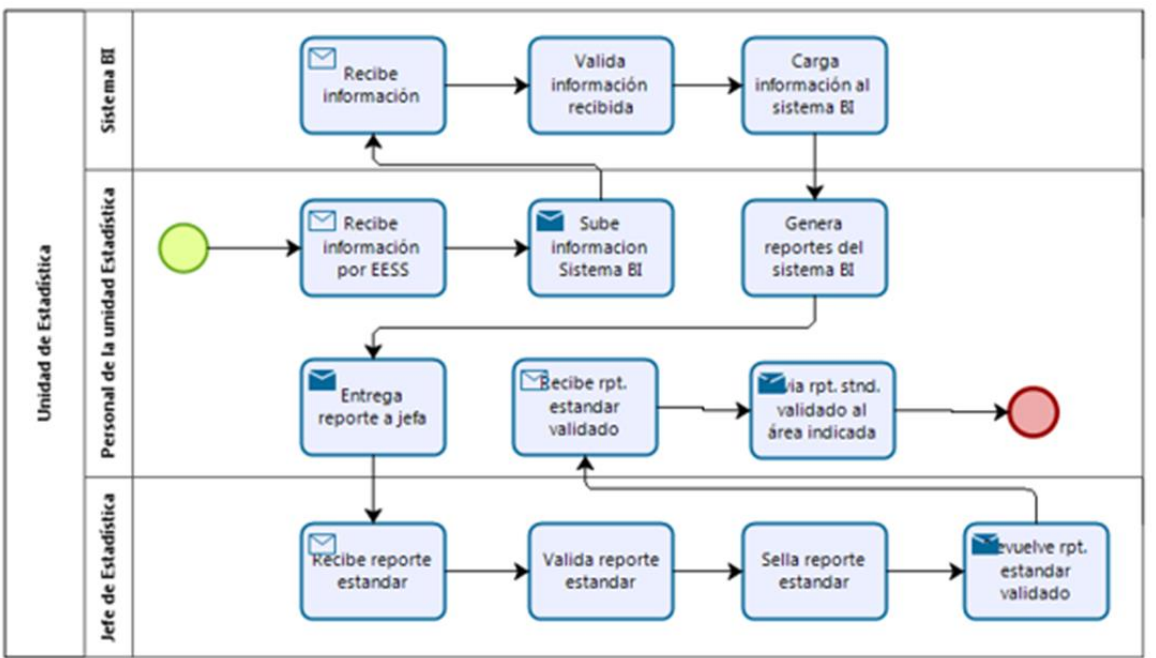 Unidad de Estadística
Sistema BI
Recibe
información
Valida
información
recibida
Carga
información al
sistema BI
Personal de la unidad Estadística
Recibe
información
por EESS
Sube
informacion
Sistema BI
Genera
reportes del
sistema BI
Entrega
reporte a jefa
Recibe rpt.
estandar
validado
vía rpt. stnd.
validado al
área indicada
Jefe de Estadística
Recibe reporte
estandar
Valida reporte
estandar
Sella reporte
estandar
evuelve rpt.
estandar
validado